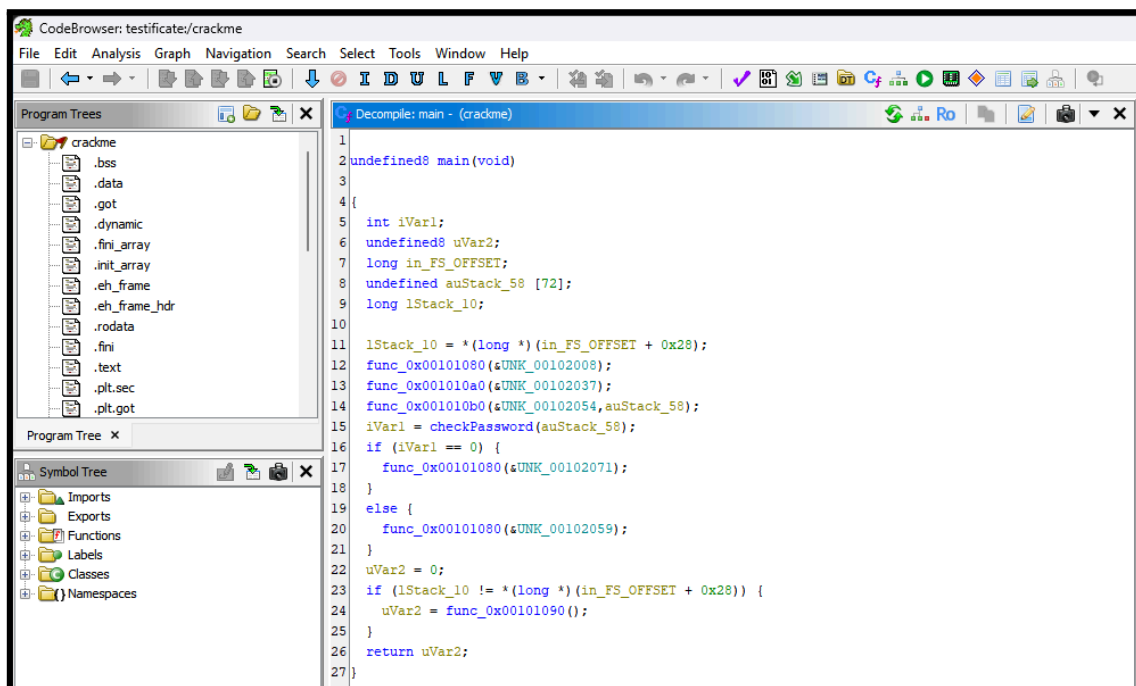 CodeBrowser: testificate:/crackme
File Edit Analysis Graph Navigation Search Select Tools Window Help
I D U L F V B
Program Trees
crackme
.bss
.data
.got
.dynamic
.fini_array
.init_array
.eh_frame
.eh_frame_hdr
.rodata
.fini
.text
.plt.sec
.plt.got
Program Tree
Symbol Tree
Imports
Exports
Functions
Labels
Classes
Namespaces
Decompile: main - (crackme)
Ro
1
2 undefined8 main(void)
3
4 {
5 int iVar1;
6 undefined8 uVar2;
7 long in_FS_OFFSET;
8 undefined auStack_58 [72];
9 long lStack_10;
10
11 lStack_10 = *(long *)(in_FS_OFFSET + 0x28);
12 func_0x00101080(&UNK_00102008);
13 func_0x001010a0(&UNK_00102037);
14 func_0x001010b0(&UNK_00102054,auStack_58);
15 iVar1 = checkPassword(auStack_58);
16 if (iVar1 == 0) {
17 func_0x00101080(&UNK_00102071);
18 }
19 else {
20 func_0x00101080(&UNK_00102059);
21 }
22 uVar2 = 0;
23 if (lStack_10 != *(long *)(in_FS_OFFSET + 0x28)) {
24 uVar2 = func_0x00101090();
25 }
26 return uVar2;
27 }